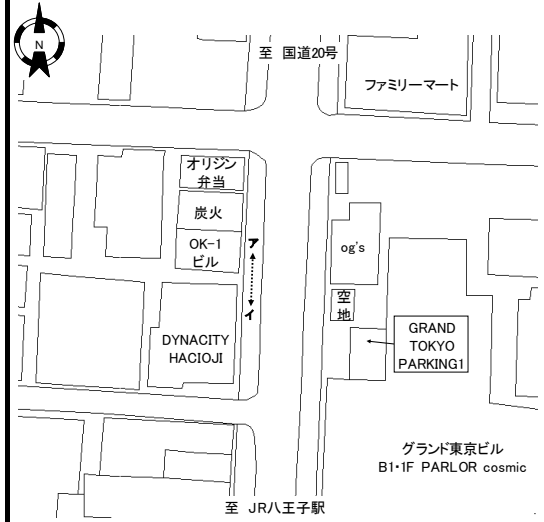 N
至 国道20号
ファミリーマート
オリジン
弁当
炭火
OK-1
ビル
ア
イ
og's
空
地
DYNACITY
HACIOJI
GRAND
TOKYO
PARKING1
グランド東京ビル
B1・1F PARLOR cosmic
至 JR八王子駅